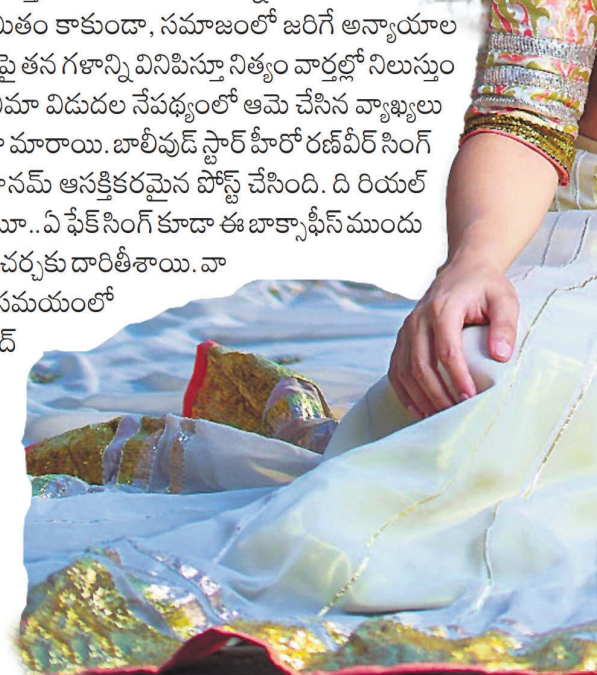 మితం కాకుండా, సమాజంలో జరిగే అన్యాయాల
పై తన గళాన్ని వినిపిస్తూ నిత్యం వార్తల్లో నిలుస్తుం
మా విడుదల నేపథ్యంలో ఆమె చేసిన వ్యాఖ్యలు
మారాయి. బాలీవుడ్ స్టార్ హీరో రణ్‌వీర్ సింగ్
నమ్ ఆసక్తికరమైన పోస్ట్ చేసింది. ది రియల్
.. ఏ ఫేక్ సింగ్ కూడా ఈ బాక్సాఫీస్ ముందు
చర్చకు దారితీశాయి. వా
సమయంలో